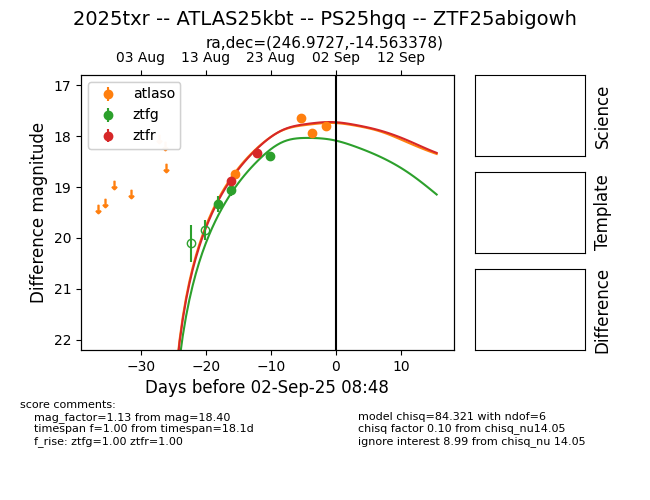 2025txr -- ATLAS25kbt -- PS25hgq -- ZTF25abigowh
ra,dec=(246.9727,-14.563378)
03 Aug 13 Aug 23 Aug 02 Sep 12 Sep
atlaso
ztfg
ztfr
17
18
19
20
21
22
Difference magnitude
−30 −20 −10 0 10
Days before 02-Sep-25 08:48
Science
Template
Difference
score comments:
mag_factor=1.13 from mag=18.40
timespan f=1.00 from timespan=18.1d
f_rise: ztfg=1.00 ztfr=1.00
model chisq=84.321 with ndof=6
chisq factor 0.10 from chisq_nu14.05
ignore interest 8.99 from chisq_nu 14.05